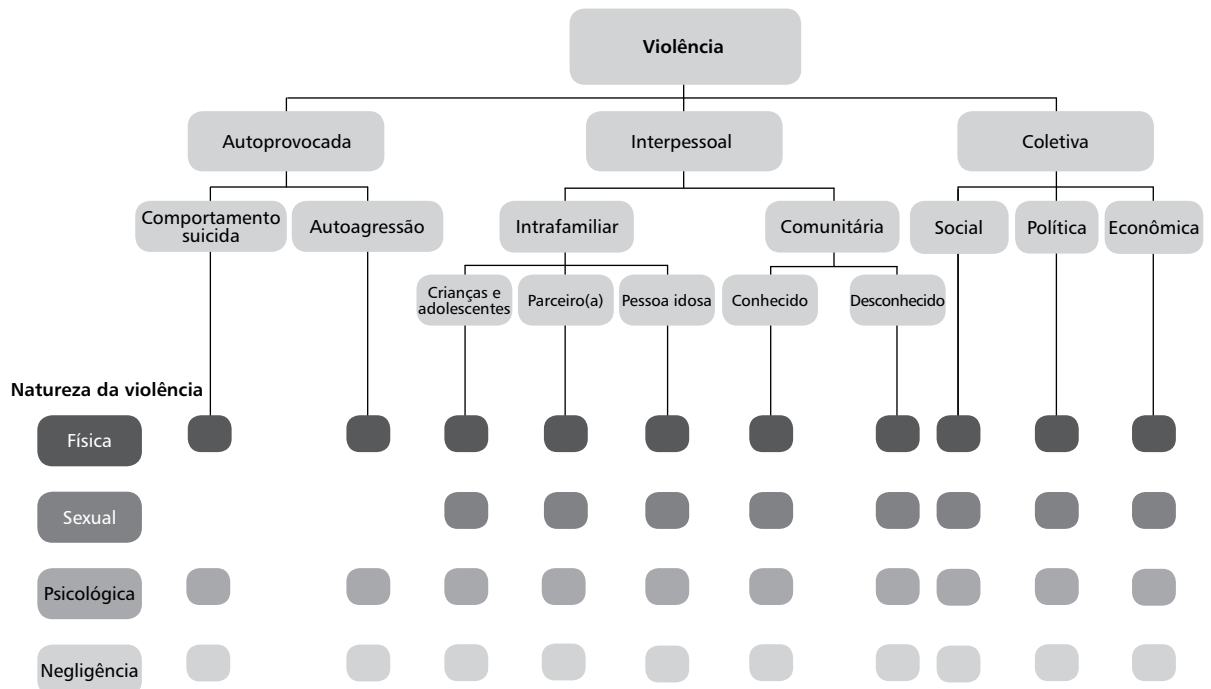 Violência
Autoprovocada
Interpessoal
Coletiva
Comportamento
suicida
Autoagressão
Intrafamiliar
Comunitária
Social
Política
Econômica
Crianças e
adolescentes
Parceiro(a)
Pessoa idosa
Conhecido
Desconhecido
Natureza da violência
Física
Sexual
Psicológica
Negligência